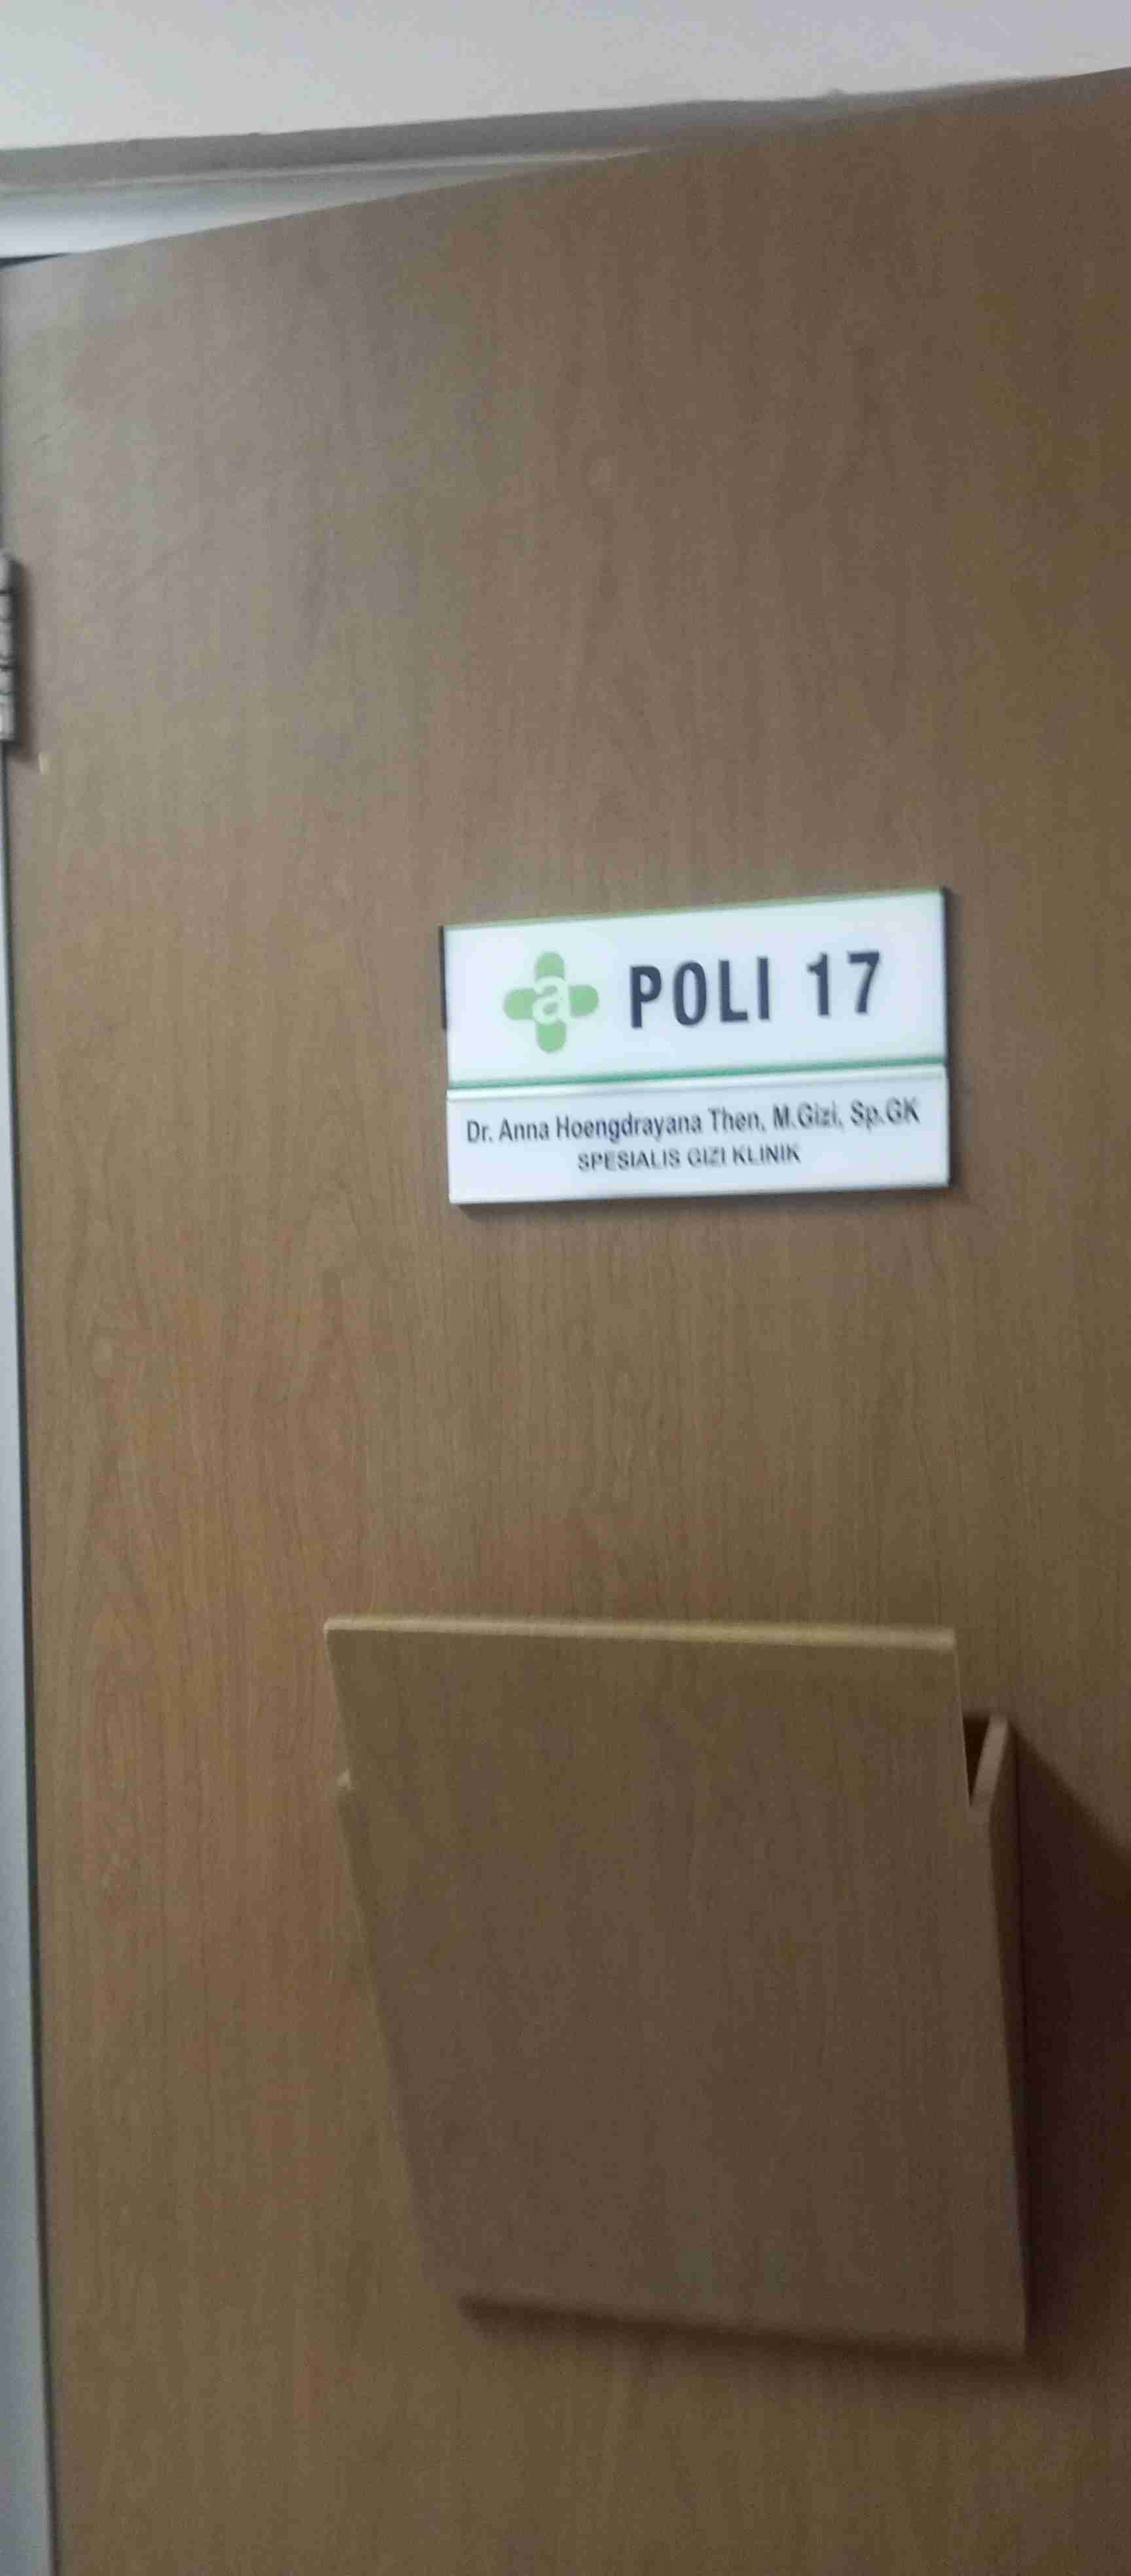 a POLI 17
Dr. Anna Hoengdrayana Then, M.Gizi, Sp.GK
SPESIALIS GIZI KLINIK